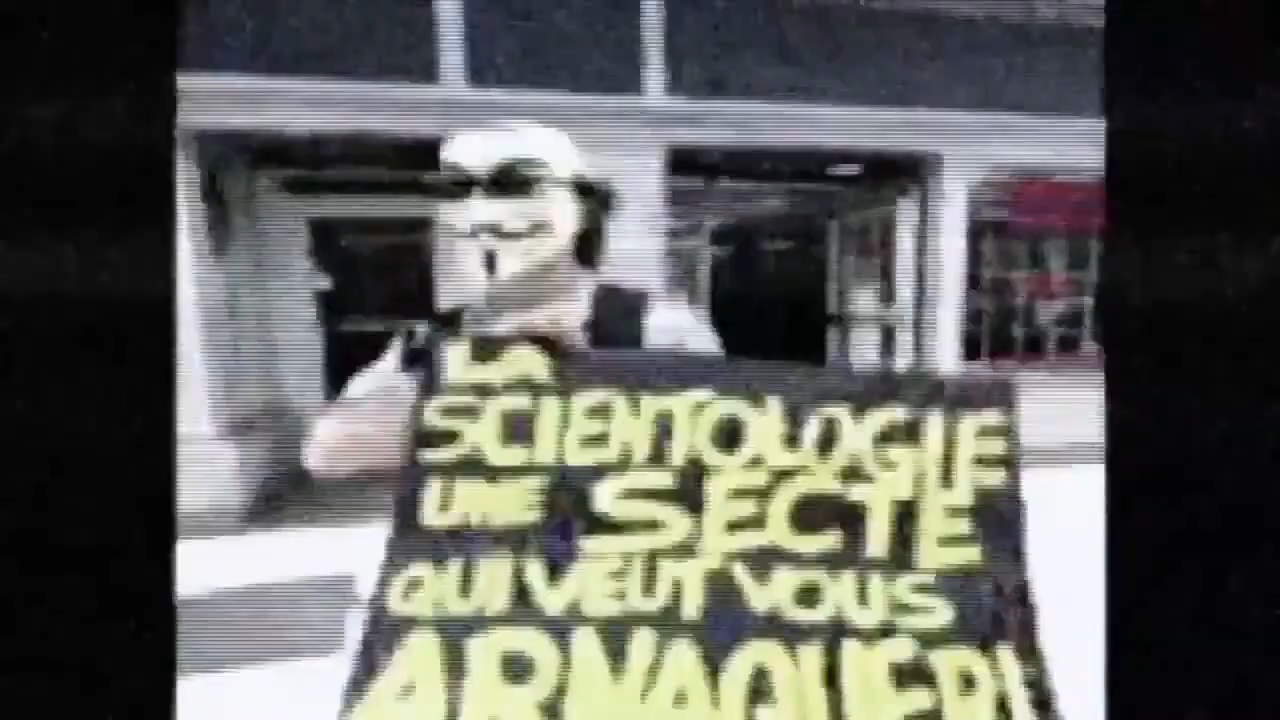 LA
SCIENTOLOGIE
UNE SECTE
QUI VEUT VOUS
ARNAQUER!